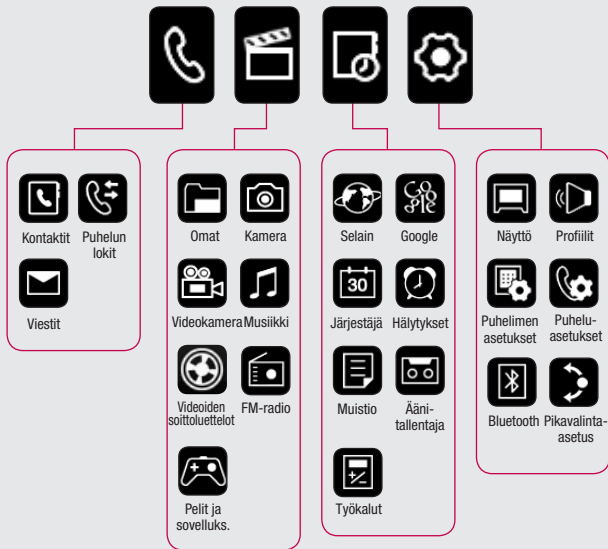 Kontaktit
Puhelun
lokit
Viestit
Omat
Kamera
Videokamera
Musiikki
Videoiden
soittoluettelot
FM-radio
Pelit ja
sovelluks.
Selain
Google
30
Järjestäjä
Hälytykset
Muistio
Ääni-
tallentaja
Työkalut
Näyttö
Profiilit
Puhelimen
asetukset
Puhelu-
asetukset
Bluetooth
Pikavalinta-
asetus